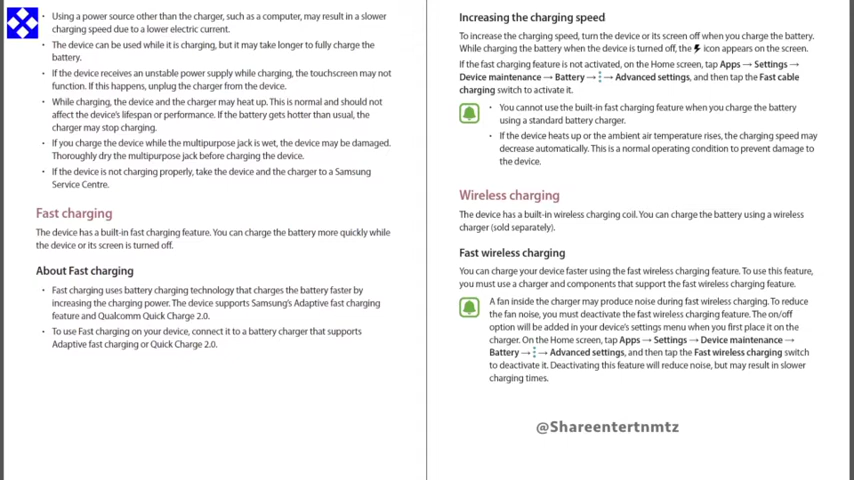 • Using a power source other than the charger, such as a computer, may result in a slower
charging speed due to a lower electric current.
• The device can be used while it is charging, but it may take longer to fully charge the
battery.
• If the device receives an unstable power supply while charging, the touchscreen may not
function. If this happens, unplug the charger from the device.
• While charging, the device and the charger may heat up. This is normal and should not
affect the device's lifespan or performance. If the battery gets hotter than usual, the
charger may stop charging.
• If you charge the device while the multipurpose jack is wet, the device may be damaged.
Thoroughly dry the multipurpose jack before charging the device.
• If the device is not charging properly, take the device and the charger to a Samsung
Service Centre.
Fast charging
The device has a built-in fast charging feature. You can charge the battery more quickly while
the device or its screen is turned off.
About Fast charging
• Fast charging uses battery charging technology that charges the battery faster by
increasing the charging power. The device supports Samsung's Adaptive fast charging
feature and Qualcomm Quick Charge 2.0.
• To use Fast charging on your device, connect it to a battery charger that supports
Adaptive fast charging or Quick Charge 2.0.
Increasing the charging speed
To increase the charging speed, turn the device or its screen off when you charge the battery.
While charging the battery when the device is turned off, the icon appears on the screen.
If the fast charging feature is not activated, on the Home screen, tap Apps → Settings →
Device maintenance → Battery → ⋮ → Advanced settings, and then tap the Fast cable
charging switch to activate it.
• You cannot use the built-in fast charging feature when you charge the battery
using a standard battery charger.
• If the device heats up or the ambient air temperature rises, the charging speed may
decrease automatically. This is a normal operating condition to prevent damage to
the device.
Wireless charging
The device has a built-in wireless charging coil. You can charge the battery using a wireless
charger (sold separately).
Fast wireless charging
You can charge your device faster using the fast wireless charging feature. To use this feature,
you must use a charger and components that support the fast wireless charging feature.
A fan inside the charger may produce noise during fast wireless charging. To reduce
the fan noise, you must deactivate the fast wireless charging feature. The on/off
option will be added in your device's settings menu when you first place it on the
charger. On the Home screen, tap Apps → Settings → Device maintenance →
Battery → ⋮ → Advanced settings, and then tap the Fast wireless charging switch
to deactivate it. Deactivating this feature will reduce noise, but may result in slower
charging times.
@Shareentertnmtz